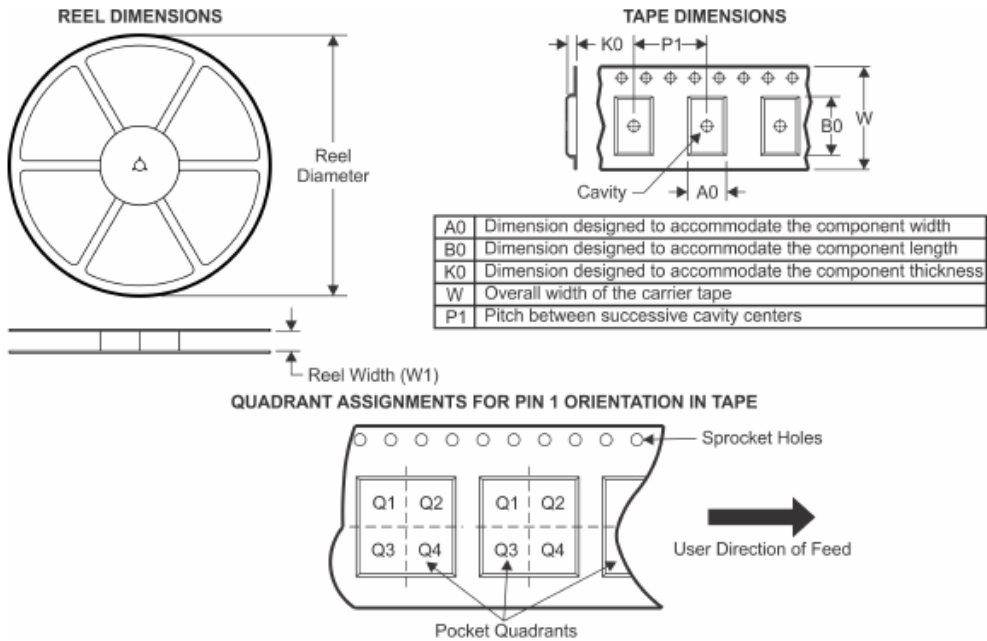 REEL DIMENSIONS
Reel
Diameter
Reel Width (W1)
TAPE DIMENSIONS
K0
P1
B0
W
Cavity
A0
A0 Dimension designed to accommodate the component width
B0 Dimension designed to accommodate the component length
K0 Dimension designed to accommodate the component thickness
W Overall width of the carrier tape
P1 Pitch between successive cavity centers
QUADRANT ASSIGNMENTS FOR PIN 1 ORIENTATION IN TAPE
Sprocket Holes
Q1 Q2 Q1 Q2
Q3 Q4 Q3 Q4
User Direction of Feed
Pocket Quadrants